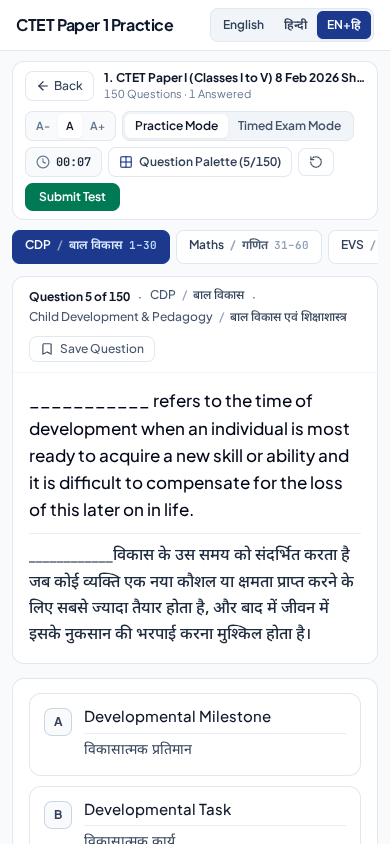 CTET Paper 1 Practice
English हिन्दी EN+हि
Back
1. CTET Paper I (Classes I to V) 8 Feb 2026 Sh...
150 Questions · 1 Answered
A- A A+ Practice Mode Timed Exam Mode
00:07 Question Palette (5/150)
Submit Test
CDP / बाल विकास 1–30 Maths / गणित 31–60 EVS /
Question 5 of 150 · CDP / बाल विकास ·
Child Development & Pedagogy / बाल विकास एवं शिक्षाशास्त्र
Save Question
___________ refers to the time of
development when an individual is most
ready to acquire a new skill or ability and
it is difficult to compensate for the loss
of this later on in life.
___________विकास के उस समय को संदर्भित करता है
जब कोई व्यक्ति एक नया कौशल या क्षमता प्राप्त करने के
लिए सबसे ज्यादा तैयार होता है, और बाद में जीवन में
इसके नुकसान की भरपाई करना मुश्किल होता है।
A Developmental Milestone
विकासात्मक प्रतिमान
B Developmental Task
विकासात्मक कार्य